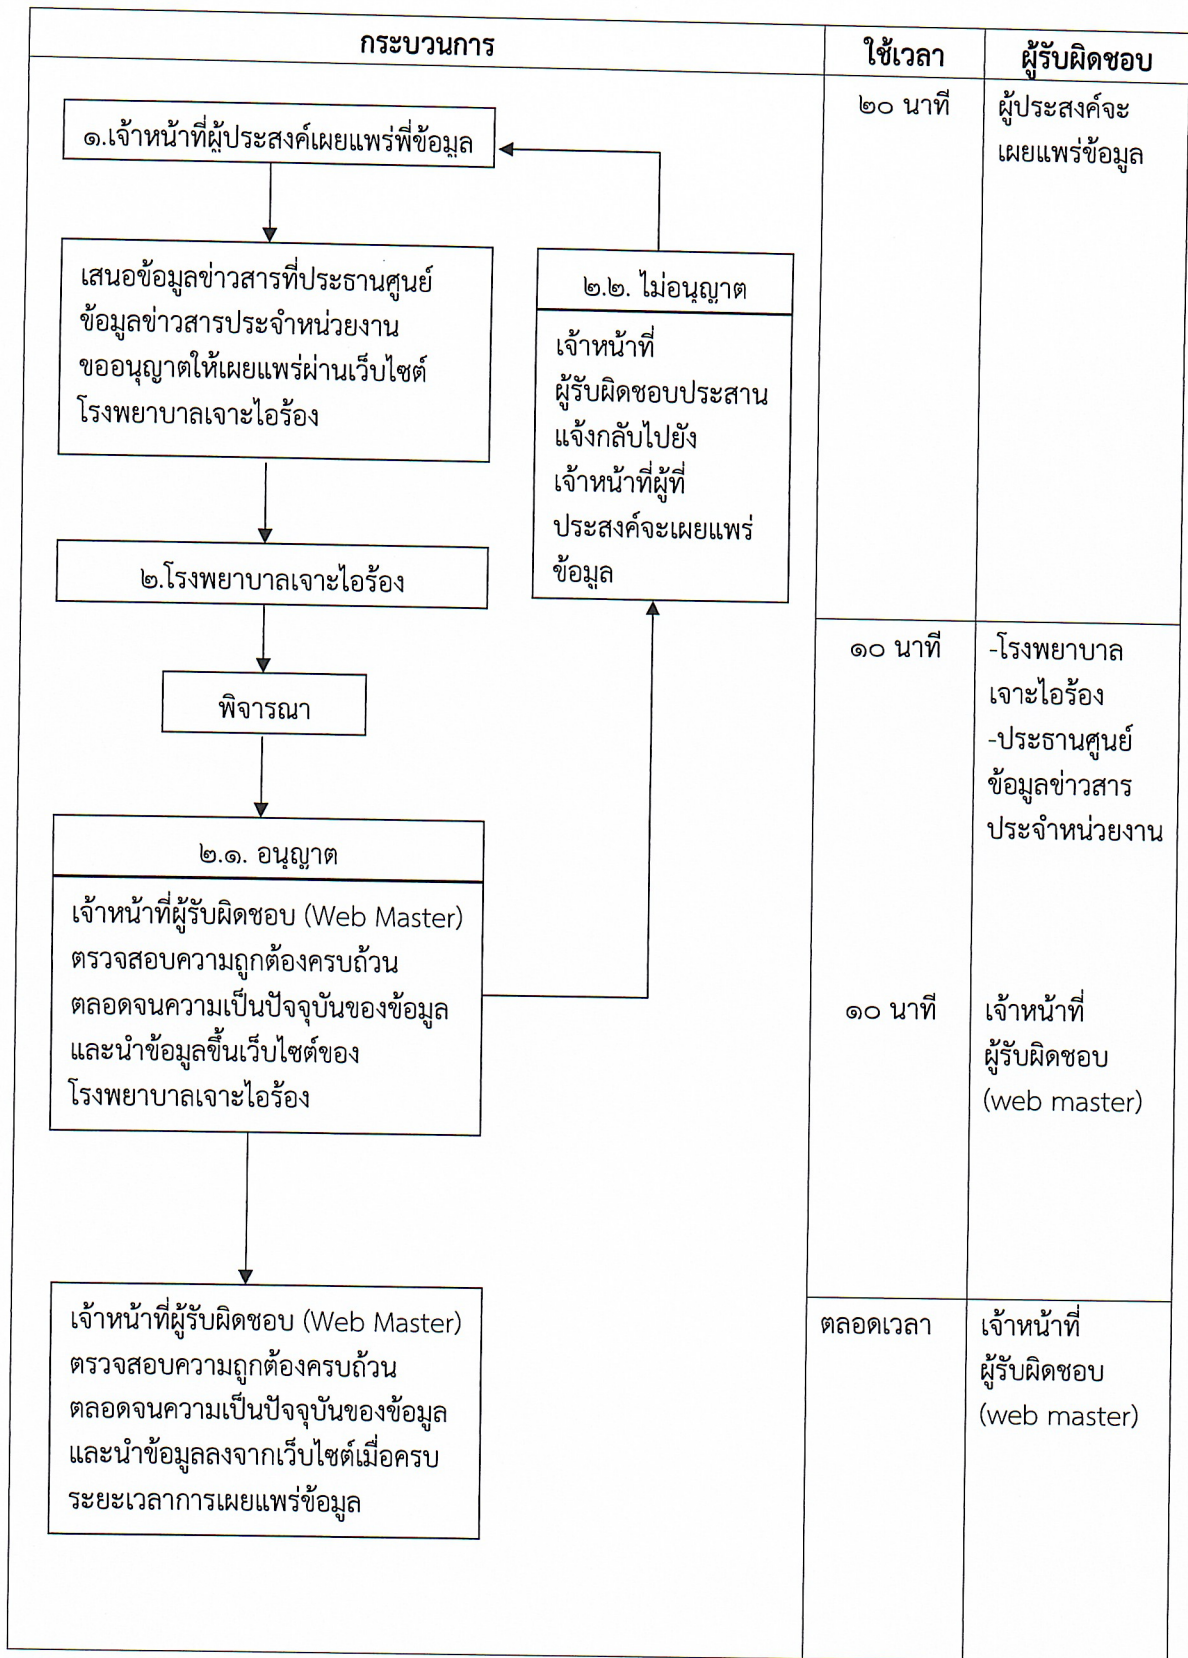 กระบวนการ
ใช้เวลา
ผู้รับผิดชอบ
๑.เจ้าหน้าที่ผู้ประสงค์เผยแพร่พี่ข้อมูล
๒๐ นาที
ผู้ประสงค์จะ
เผยแพร่ข้อมูล
เสนอข้อมูลข่าวสารที่ประธานศูนย์
ข้อมูลข่าวสารประจำหน่วยงาน
ขออนุญาตให้เผยแพร่ผ่านเว็บไซต์
โรงพยาบาลเจาะไอร้อง
๒.๒. ไม่อนุญาต
เจ้าหน้าที่
ผู้รับผิดชอบประสาน
แจ้งกลับไปยัง
เจ้าหน้าที่ผู้ที่
ประสงค์จะเผยแพร่
ข้อมูล
๒.โรงพยาบาลเจาะไอร้อง
พิจารณา
๑๐ นาที
-โรงพยาบาล
เจาะไอร้อง
-ประธานศูนย์
ข้อมูลข่าวสาร
ประจำหน่วยงาน
๒.๑. อนุญาต
เจ้าหน้าที่ผู้รับผิดชอบ (Web Master)
ตรวจสอบความถูกต้องครบถ้วน
ตลอดจนความเป็นปัจจุบันของข้อมูล
และนำข้อมูลขึ้นเว็บไซต์ของ
โรงพยาบาลเจาะไอร้อง
๑๐ นาที
เจ้าหน้าที่
ผู้รับผิดชอบ
(web master)
เจ้าหน้าที่ผู้รับผิดชอบ (Web Master)
ตรวจสอบความถูกต้องครบถ้วน
ตลอดจนความเป็นปัจจุบันของข้อมูล
และนำข้อมูลลงจากเว็บไซต์เมื่อครบ
ระยะเวลาการเผยแพร่ข้อมูล
ตลอดเวลา
เจ้าหน้าที่
ผู้รับผิดชอบ
(web master)